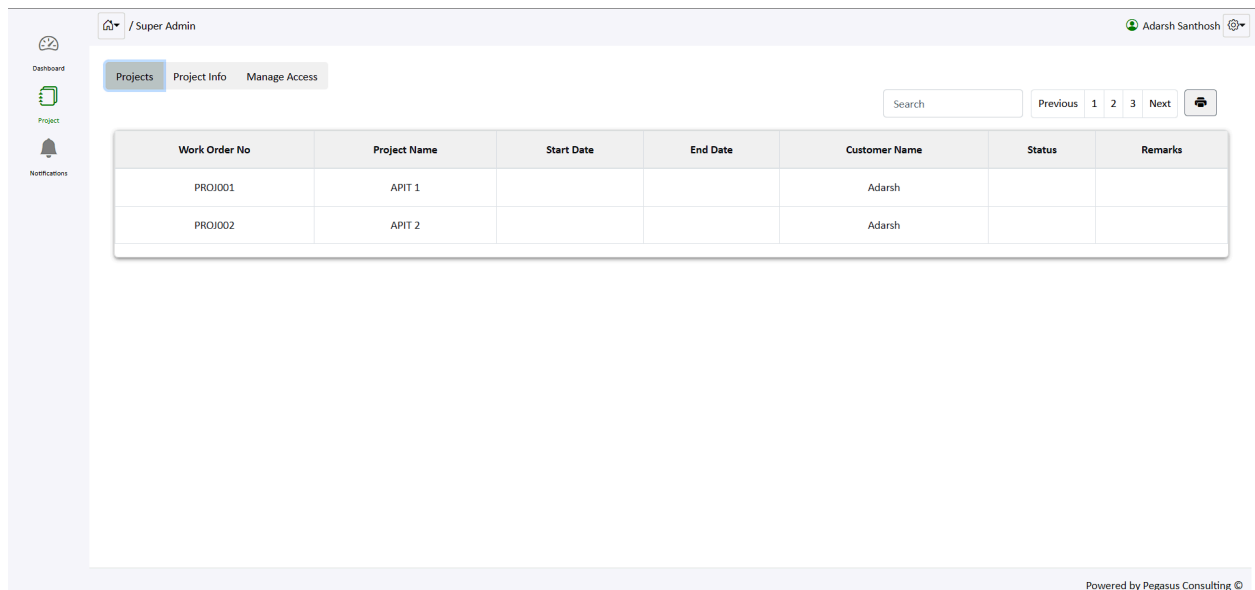 / Super Admin
Adarsh Santhosh
Dashboard
Project
Notifications
Projects Project Info Manage Access
Search Previous 1 2 3 Next
Work Order No Project Name Start Date End Date Customer Name Status Remarks
PROJ001 APIT 1 Adarsh
PROJ002 APIT 2 Adarsh
Powered by Pegasus Consulting ©